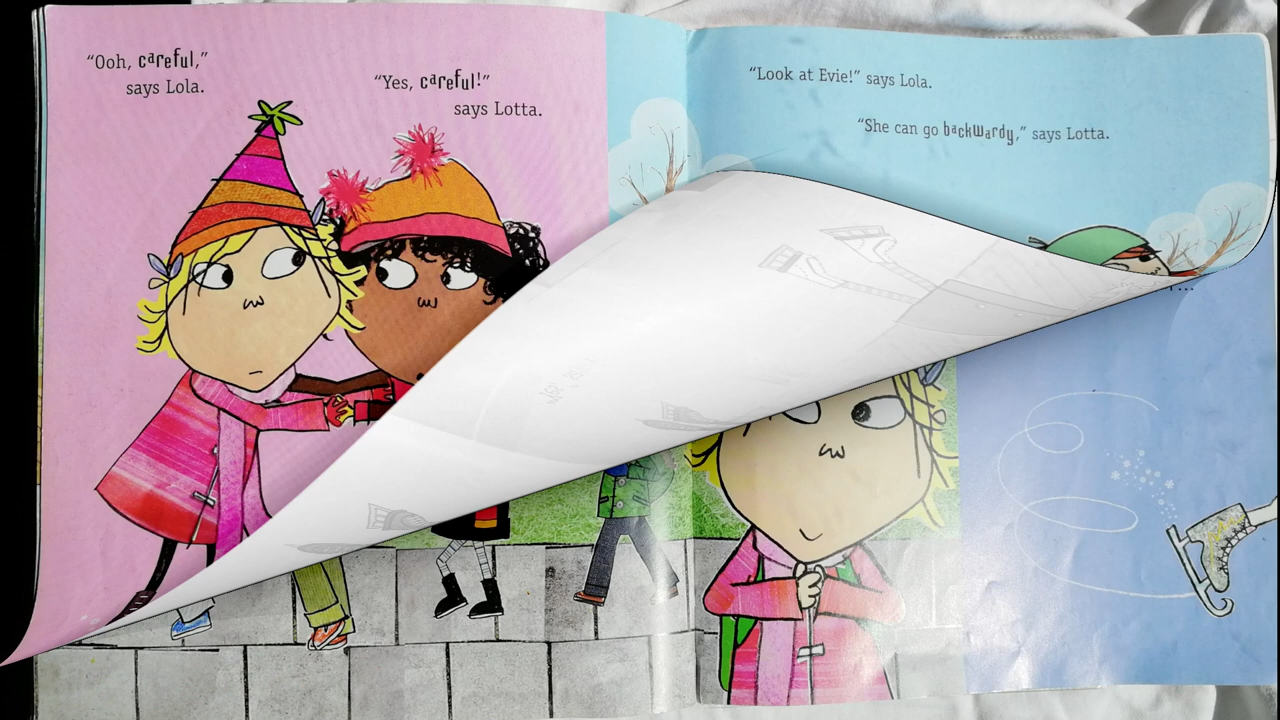 “Ooh, careful,”
says Lola.
“Yes, careful!”
says Lotta.
“Look at Evie!” says Lola.
“She can go backwardy,” says Lotta.